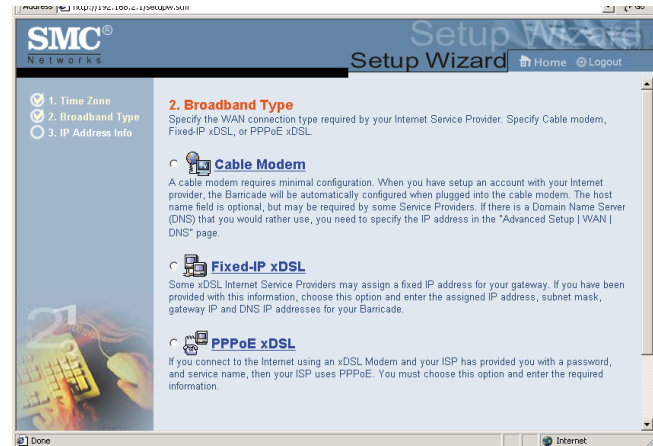 Address http://192.168.2.1/setupw.stm
Go
SMC®
Networks
Setup Wizard
Setup Wizard
Home
Logout
1. Time Zone
2. Broadband Type
3. IP Address Info
2. Broadband Type
Specify the WAN connection type required by your Internet Service Provider. Specify Cable modem,
Fixed-IP xDSL, or PPPoE xDSL.
Cable Modem
A cable modem requires minimal configuration. When you have setup an account with your Internet
provider, the Barricade will be automatically configured when plugged into the cable modem. The host
name field is optional, but may be required by some Service Providers. If there is a Domain Name Server
(DNS) that you would rather use, you need to specify the IP address in the "Advanced Setup | WAN |
DNS" page.
Fixed-IP xDSL
Some xDSL Internet Service Providers may assign a fixed IP address for your gateway. If you have been
provided with this information, choose this option and enter the assigned IP address, subnet mask,
gateway IP and DNS IP addresses for your Barricade.
PPPoE xDSL
If you connect to the Internet using an xDSL Modem and your ISP has provided you with a password,
and service name, then your ISP uses PPPoE. You must choose this option and enter the required
information.
2
Done
Internet